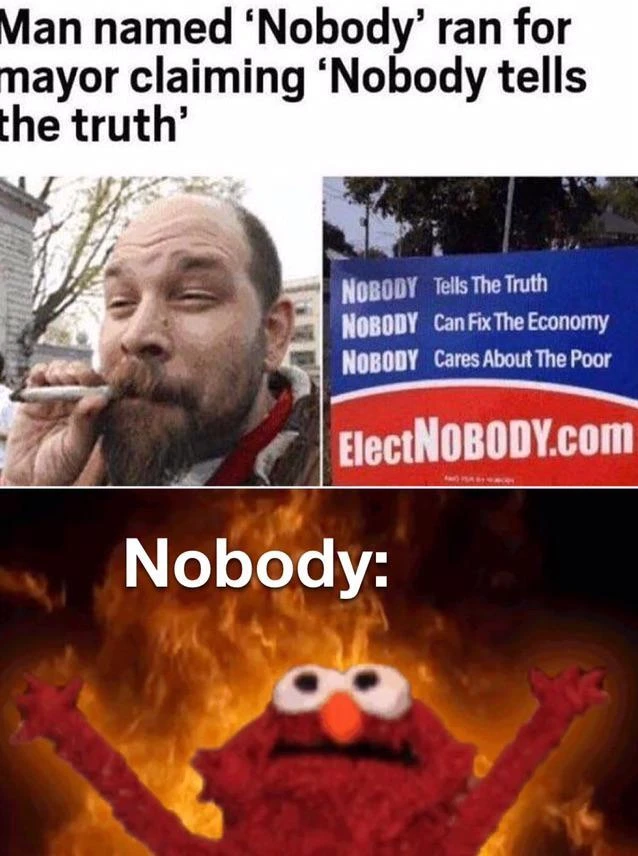 Man named ‘Nobody’ ran for
mayor claiming ‘Nobody tells
the truth’
NOBODY Tells The Truth
NOBODY Can Fix The Economy
NOBODY Cares About The Poor
ElectNOBODY.com
Nobody: